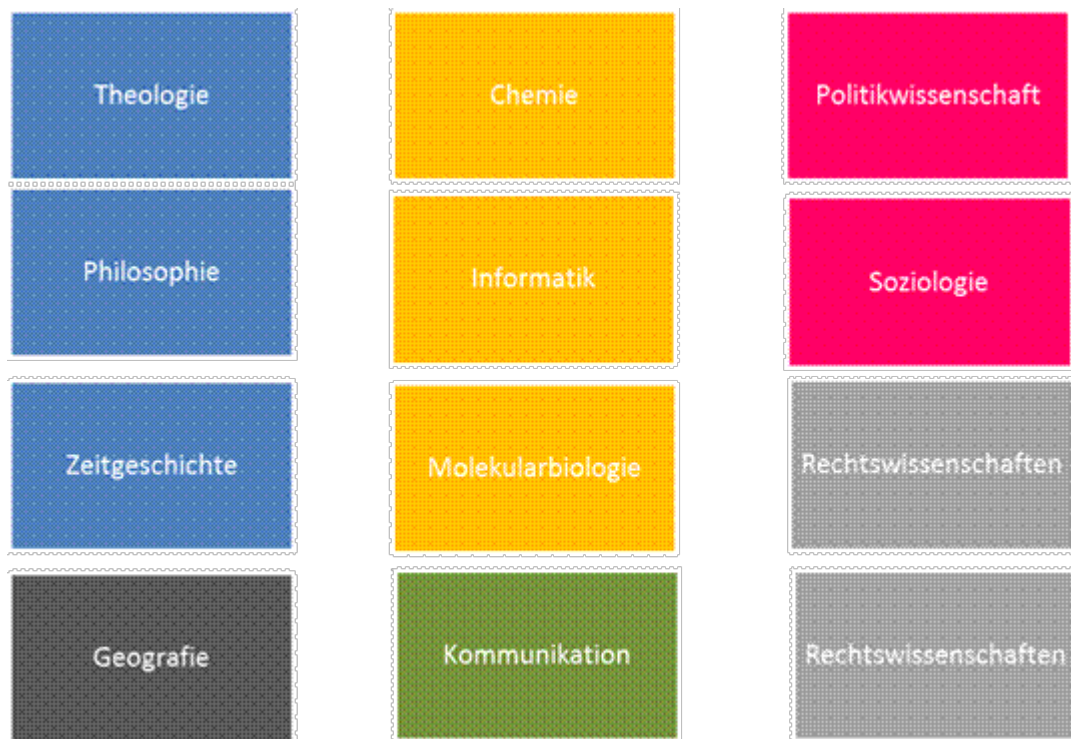 Theologie
Chemie
Politikwissenschaft
Philosophie
Informatik
Soziologie
Zeitgeschichte
Molekularbiologie
Rechtswissenschaften
Geografie
Kommunikation
Rechtswissenschaften